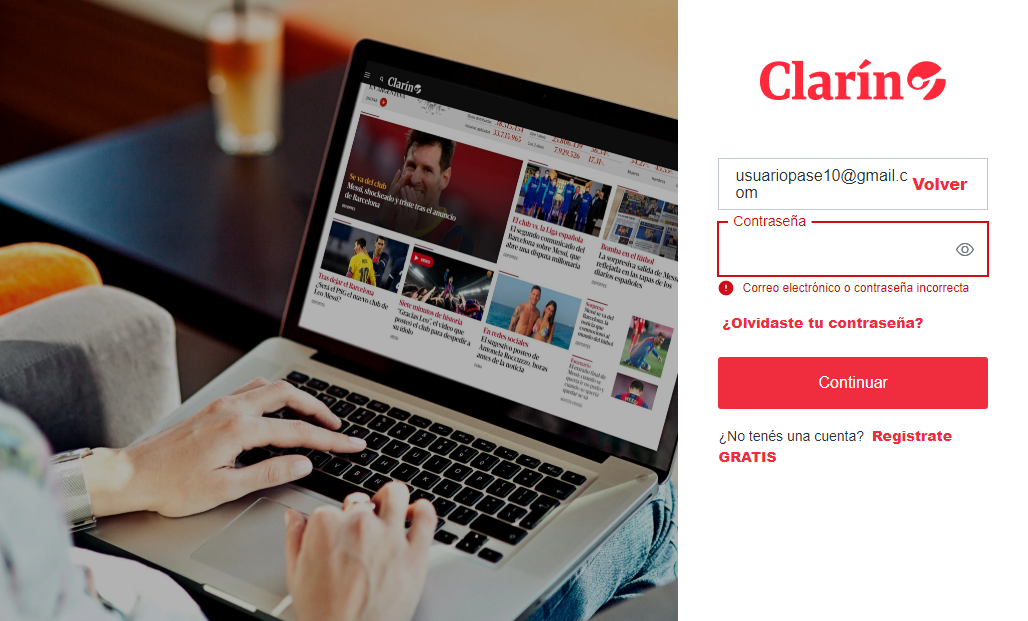 Clarín
Se va del club
Messi, shockeado y triste tras el anuncio
de Barcelona
El club vs. la Liga española
El segundo comunicado del
Barcelona sobre Messi, que
abre una disputa millonaria
Bomba en el fútbol
La sorpresiva salida de Messi
reflejada en las tapas de los
diarios españoles
Tras dejar el Barcelona
¿Será el PSG el nuevo club de
Leo Messi?
VIDEO
Siete minutos de historia
"Gracias Leo", el video que
posteó el club para despedir a
su ídolo
En redes sociales
El sugestivo posteo de
Antonela Roccuzzo, horas
antes de la noticia
Clarín
usuariopase10@gmail.c
om
Volver
Contraseña
Correo electrónico o contraseña incorrecta
¿Olvidaste tu contraseña?
Continuar
¿No tenés una cuenta? Registrate
GRATIS